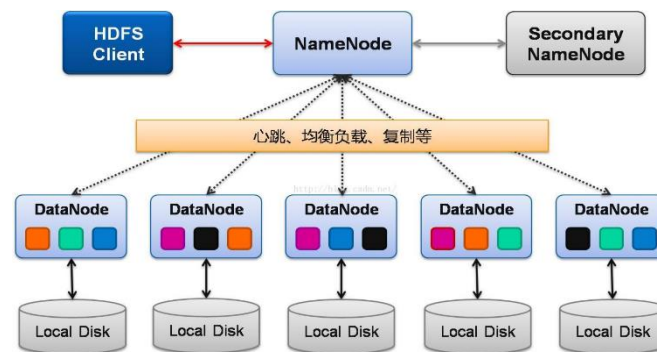 HDFS
Client
NameNode
Secondary
NameNode
心跳、均衡负载、复制等
DataNode
DataNode
DataNode
DataNode
DataNode
Local Disk
Local Disk
Local Disk
Local Disk
Local Disk